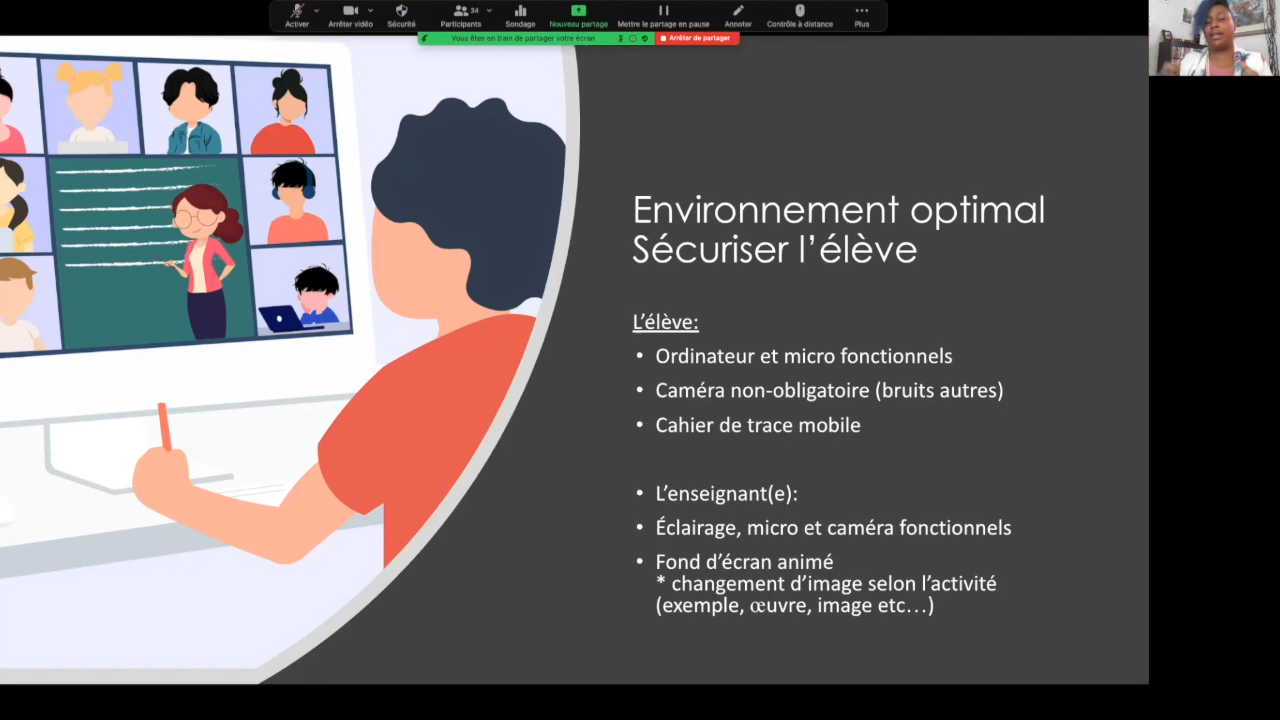 Activer
Arrêter vidéo
Sécurité
Participants
34
Sondage
Nouveau partage
Mettre le partage en pause
Annoter
Contrôle à distance
Plus
Vous êtes en train de partager votre écran
Arrêter de partager
Environnement optimal
Sécuriser l'élève
L'élève:
• Ordinateur et micro fonctionnels
• Caméra non-obligatoire (bruits autres)
• Cahier de trace mobile
• L'enseignant(e):
• Éclairage, micro et caméra fonctionnels
• Fond d'écran animé
* changement d'image selon l'activité
(exemple, œuvre, image etc…)